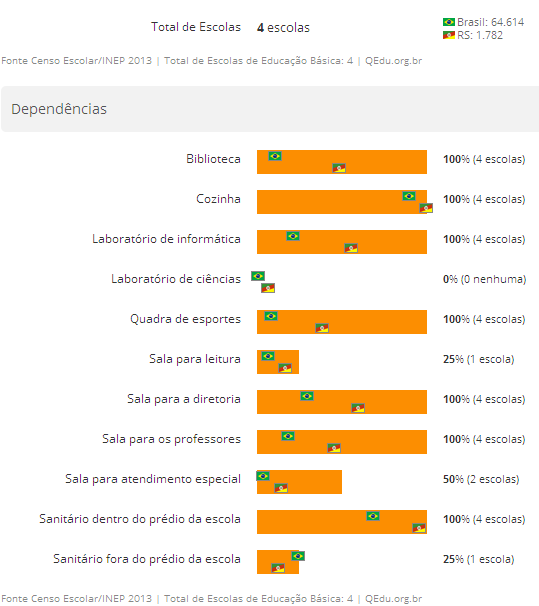 Total de Escolas 4 escolas Brasil: 64.614
RS: 1.782
Fonte Censo Escolar/INEP 2013 | Total de Escolas de Educação Básica: 4 | QEdu.org.br
Dependências
Biblioteca 100% (4 escolas)
Cozinha 100% (4 escolas)
Laboratório de informática 100% (4 escolas)
Laboratório de ciências 0% (0 nenhuma)
Quadra de esportes 100% (4 escolas)
Sala para leitura 25% (1 escola)
Sala para a diretoria 100% (4 escolas)
Sala para os professores 100% (4 escolas)
Sala para atendimento especial 50% (2 escolas)
Sanitário dentro do prédio da escola 100% (4 escolas)
Sanitário fora do prédio da escola 25% (1 escola)
Fonte Censo Escolar/INEP 2013 | Total de Escolas de Educação Básica: 4 | QEdu.org.br